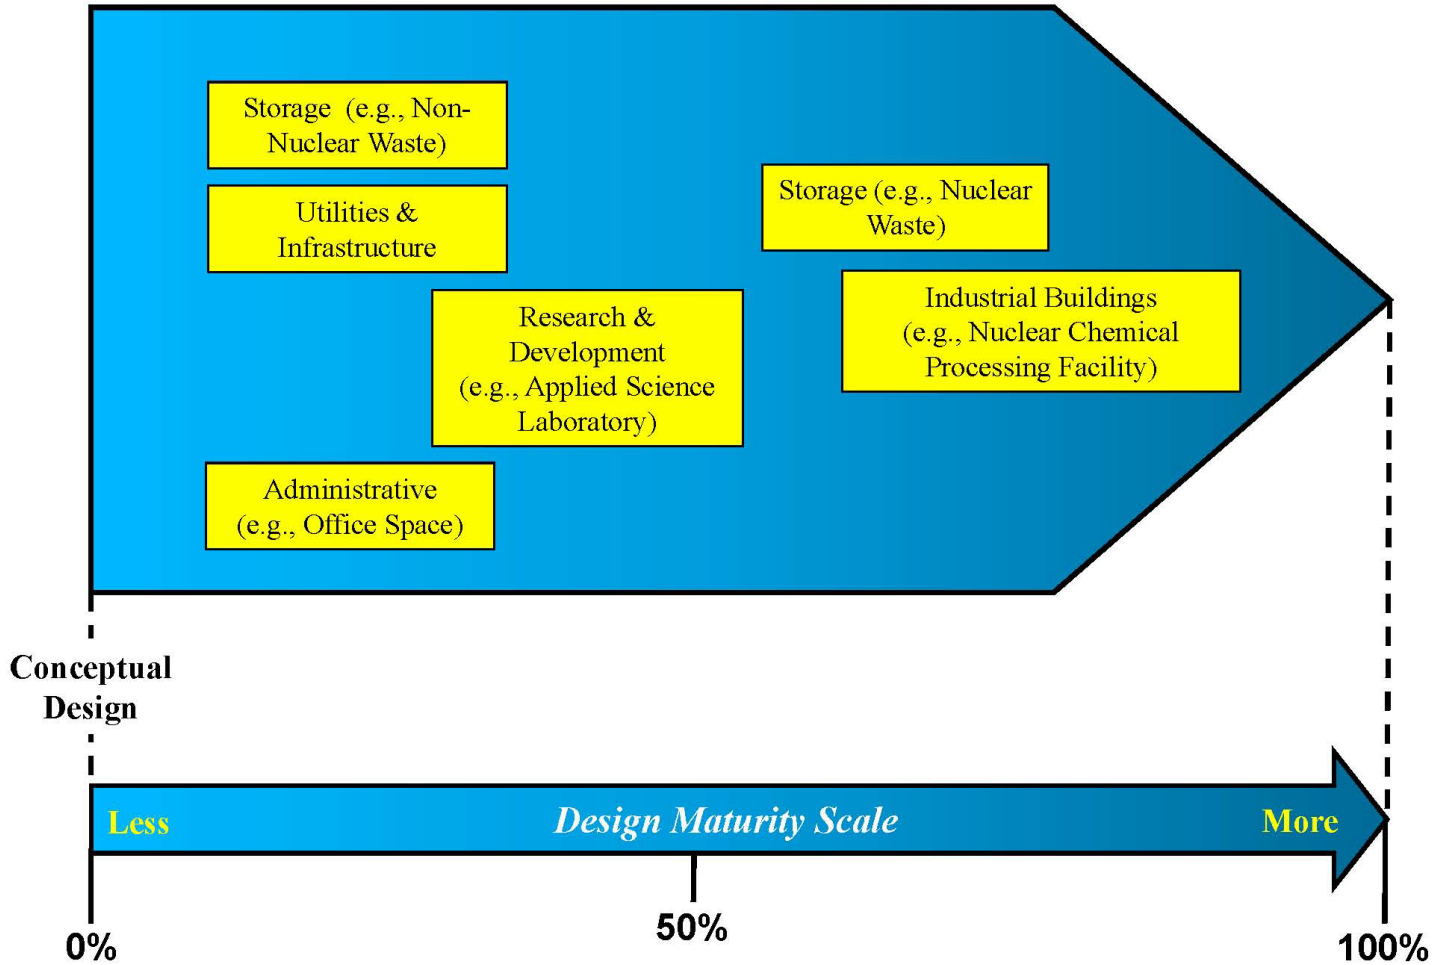 Storage (e.g., Non-
Nuclear Waste)
Utilities &
Infrastructure
Storage (e.g., Nuclear
Waste)
Research &
Development
(e.g., Applied Science
Laboratory)
Industrial Buildings
(e.g., Nuclear Chemical
Processing Facility)
Administrative
(e.g., Office Space)
Conceptual
Design
Less
Design Maturity Scale
More
0%
50%
100%